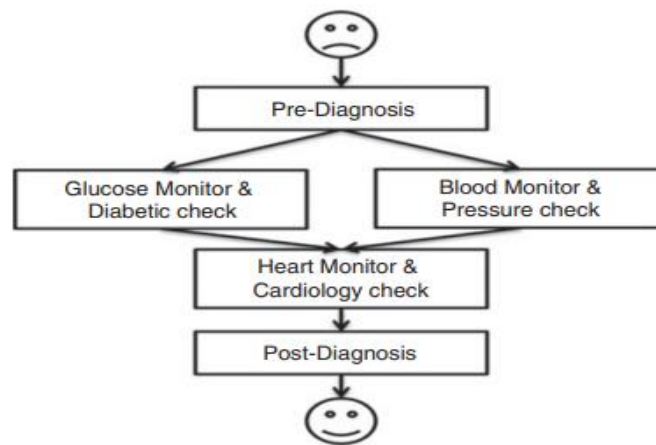 Pre-Diagnosis
Glucose Monitor &
Diabetic check
Blood Monitor &
Pressure check
Heart Monitor &
Cardiology check
Post-Diagnosis